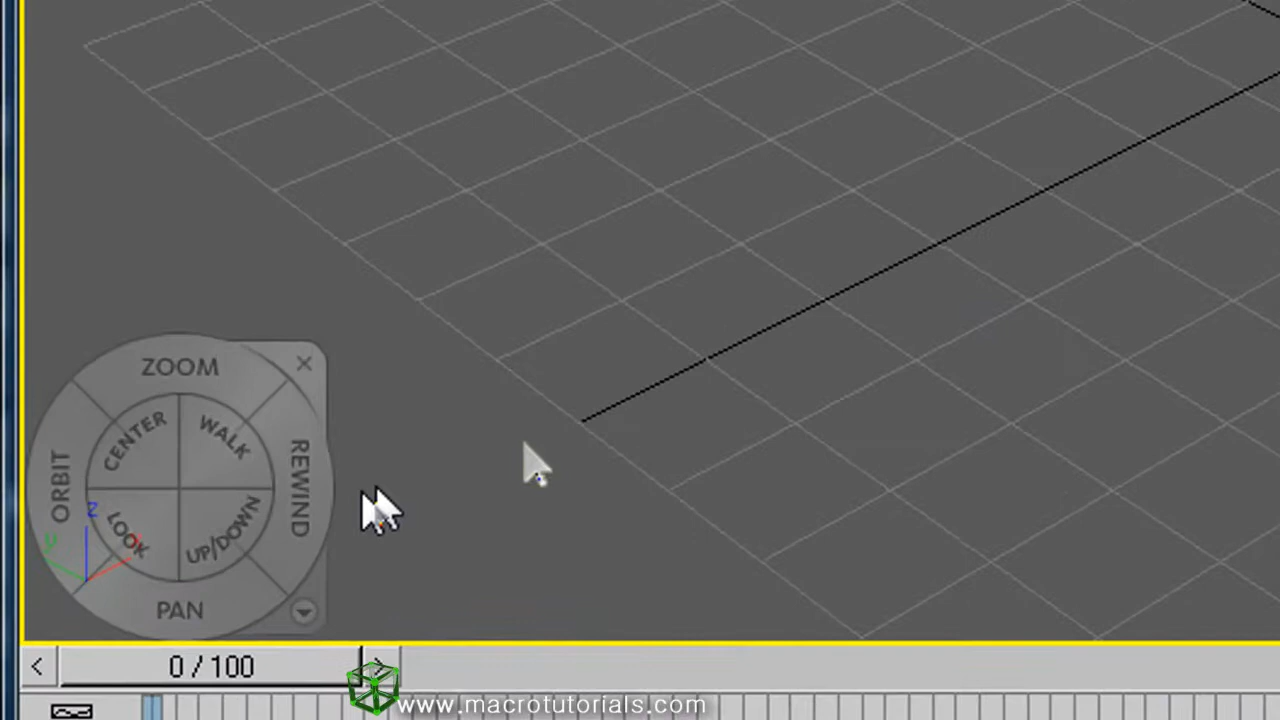 ZOOM
CENTER
WALK
ORBIT
REWIND
LOOK
UP/DOWN
PAN
z
y
x
< 0 / 100 >
www.macrotutorials.com